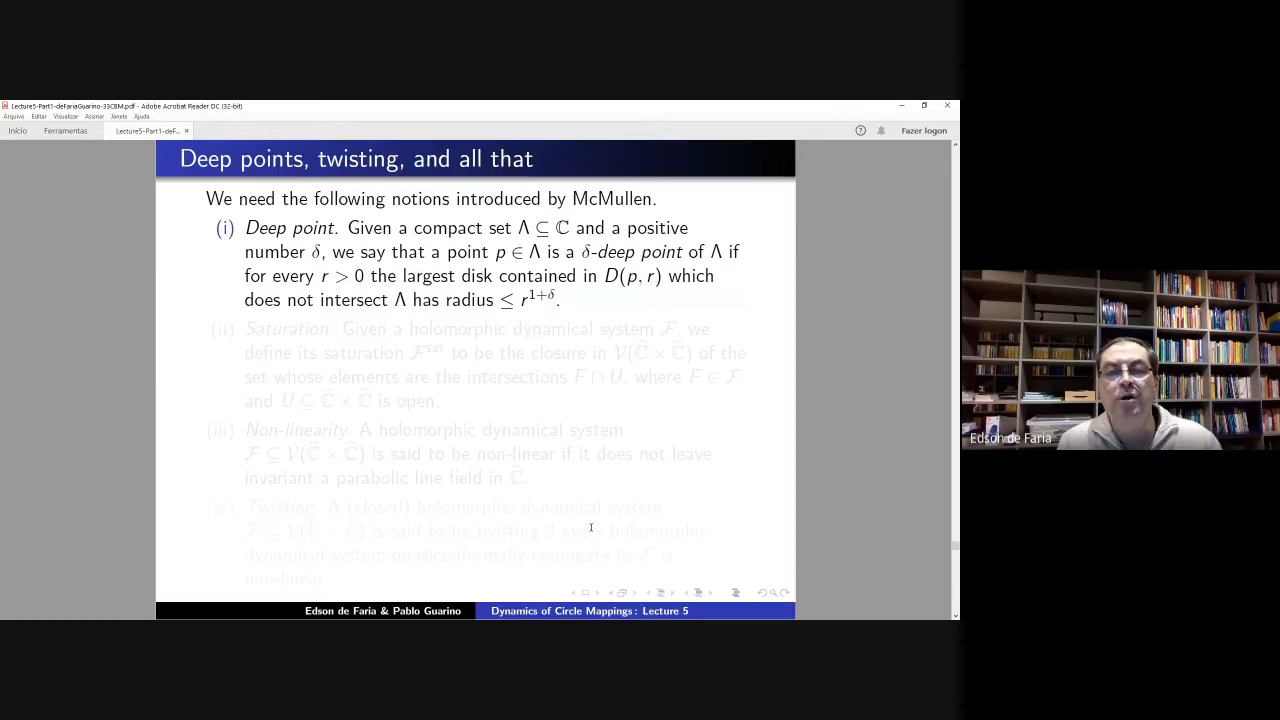 Lecture5-Part1-deFariaGuarino-33CBM.pdf - Adobe Acrobat Reader DC (32-bit)
Arquivo Editar Visualizar Assinar Janela Ajuda
Início Ferramentas Lecture5-Part1-deF... × Fazer logon
Deep points, twisting, and all that
We need the following notions introduced by McMullen.
(i) Deep point. Given a compact set Λ ⊆ ℂ and a positive
number δ, we say that a point p ∈ Λ is a δ-deep point of Λ if
for every r > 0 the largest disk contained in D(p, r) which
does not intersect Λ has radius ≤ r^{1+δ}.
(ii) Saturation. Given a holomorphic dynamical system ℱ, we
define its saturation ℱ^{sat} to be the closure in 𝒱(ℂ̂ × ℂ̂) of the
set whose elements are the intersections F ∩ U, where F ∈ ℱ
and U ⊆ ℂ̂ × ℂ̂ is open.
(iii) Non-linearity. A holomorphic dynamical system
ℱ ⊆ 𝒱(ℂ̂ × ℂ̂) is said to be non-linear if it does not leave
invariant a parabolic line field in ℂ̂.
(iv) Twisting. A (closed) holomorphic dynamical system
ℱ ⊆ 𝒱(ℂ̂ × ℂ̂) is said to be twisting if every holomorphic
dynamical system quasiconformally conjugate to ℱ is
non-linear.
Edson de Faria & Pablo Guarino Dynamics of Circle Mappings: Lecture 5
Edson de Faria